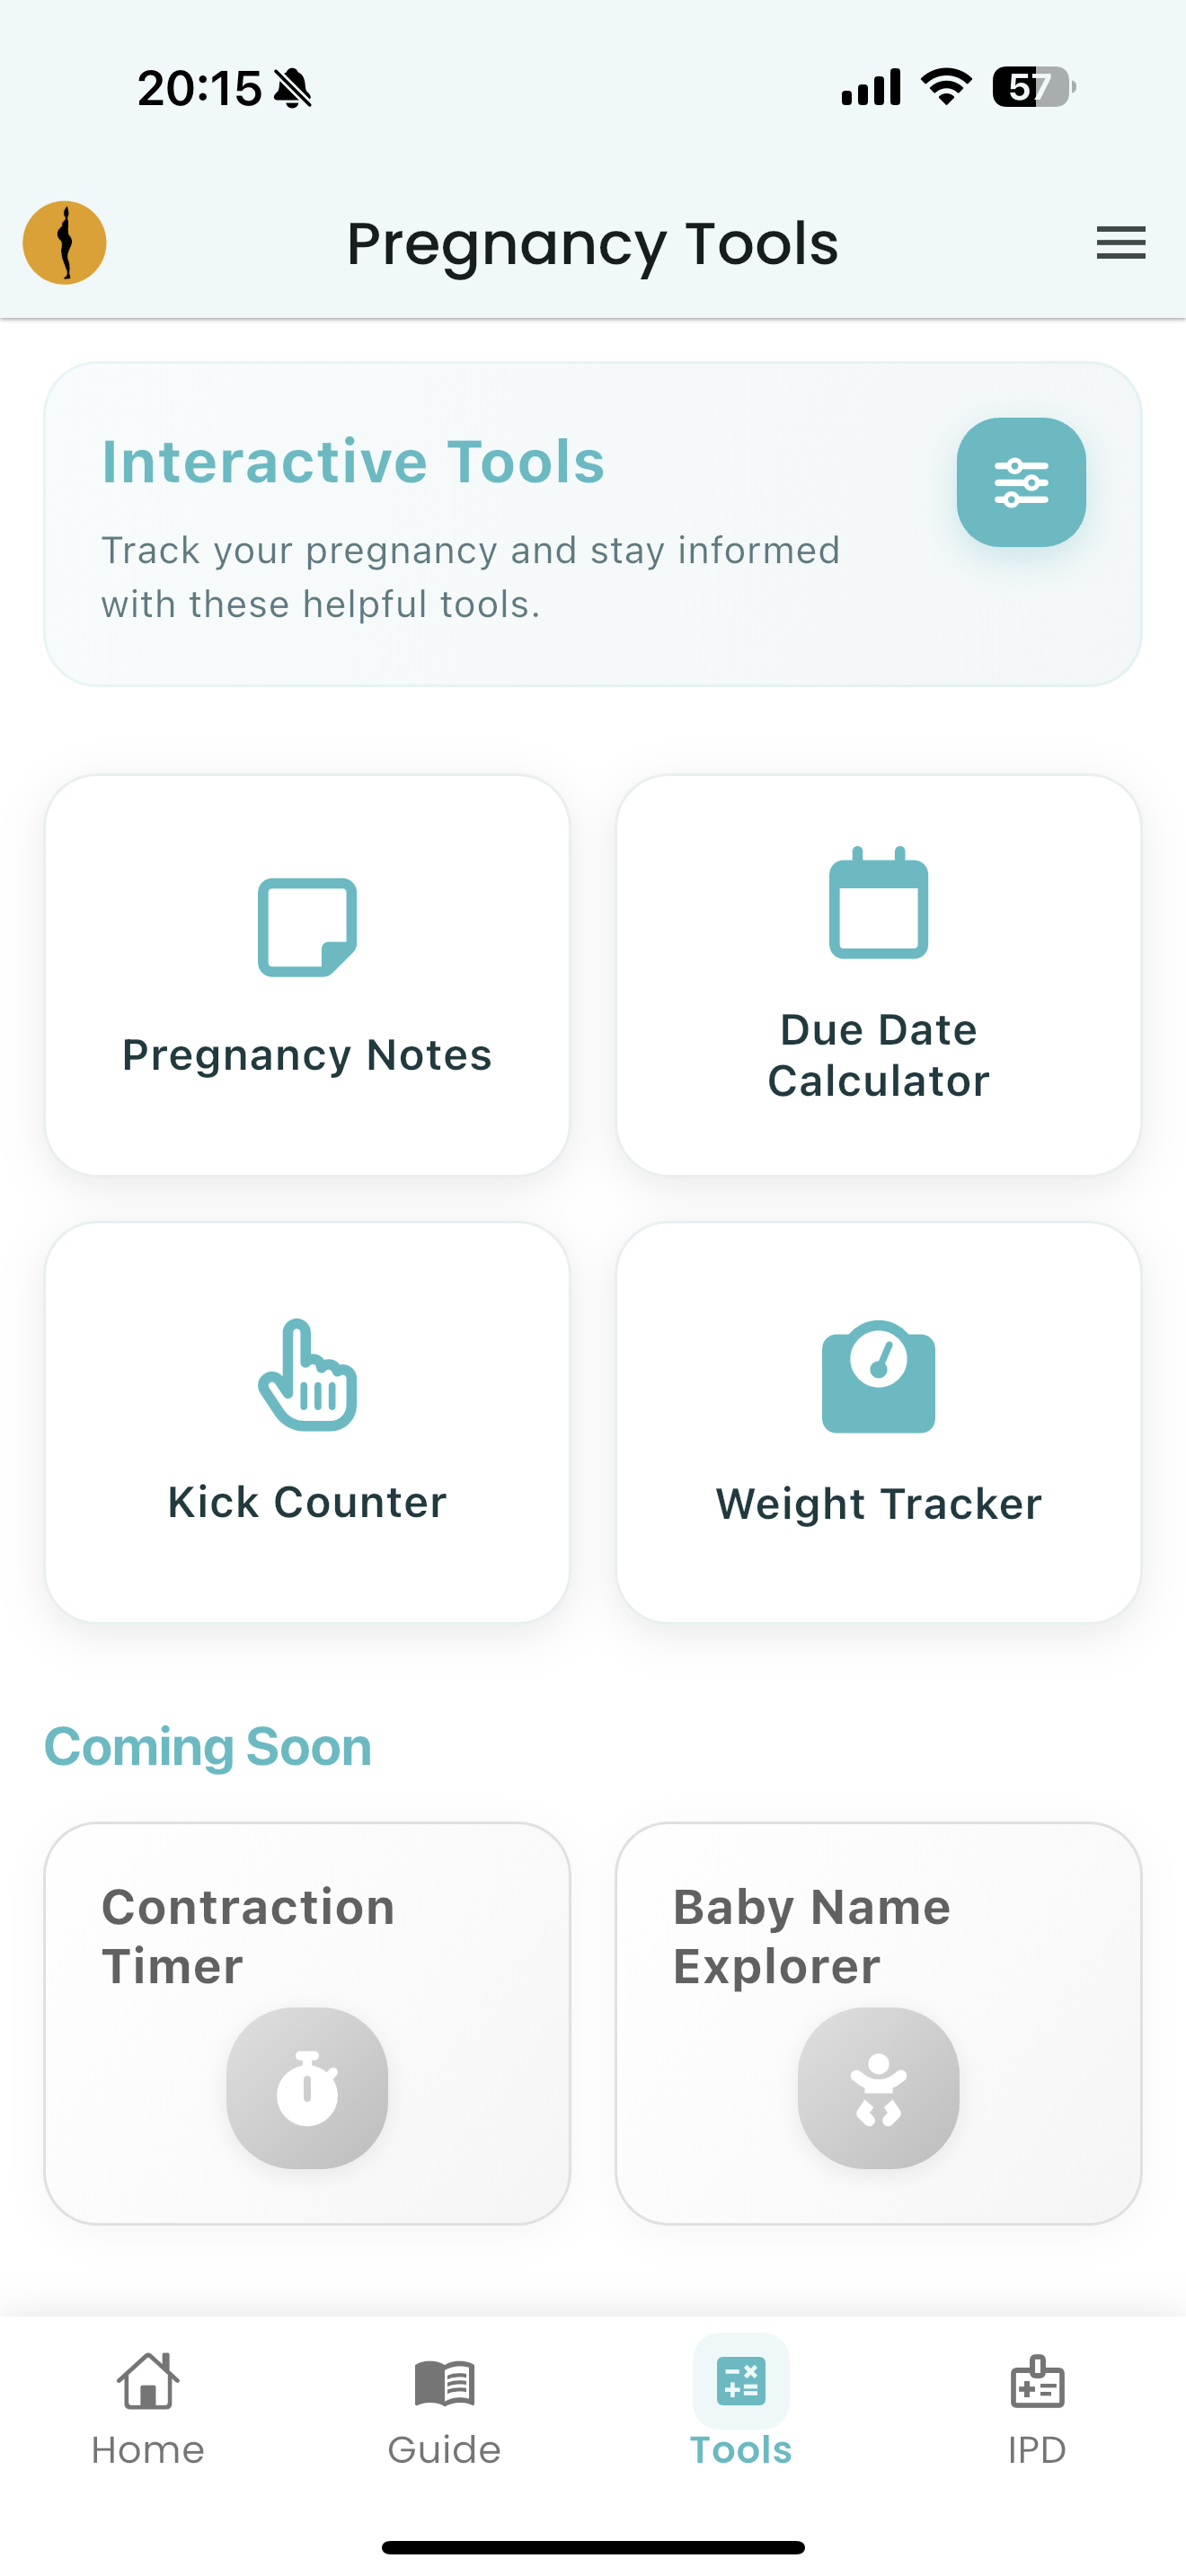 20:15
57
Pregnancy Tools
Interactive Tools
Track your pregnancy and stay informed
with these helpful tools.
Pregnancy Notes
Due Date
Calculator
Kick Counter
Weight Tracker
Coming Soon
Contraction
Timer
Baby Name
Explorer
Home
Guide
Tools
IPD